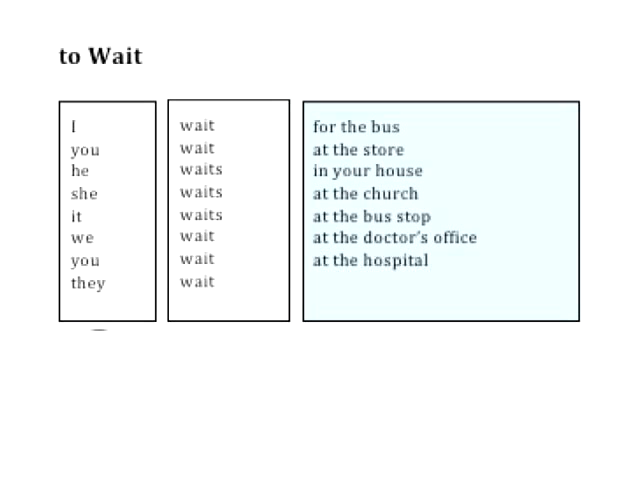 to Wait
I
you
he
she
it
we
you
they
wait
wait
waits
waits
waits
wait
wait
wait
for the bus
at the store
in your house
at the church
at the bus stop
at the doctor's office
at the hospital